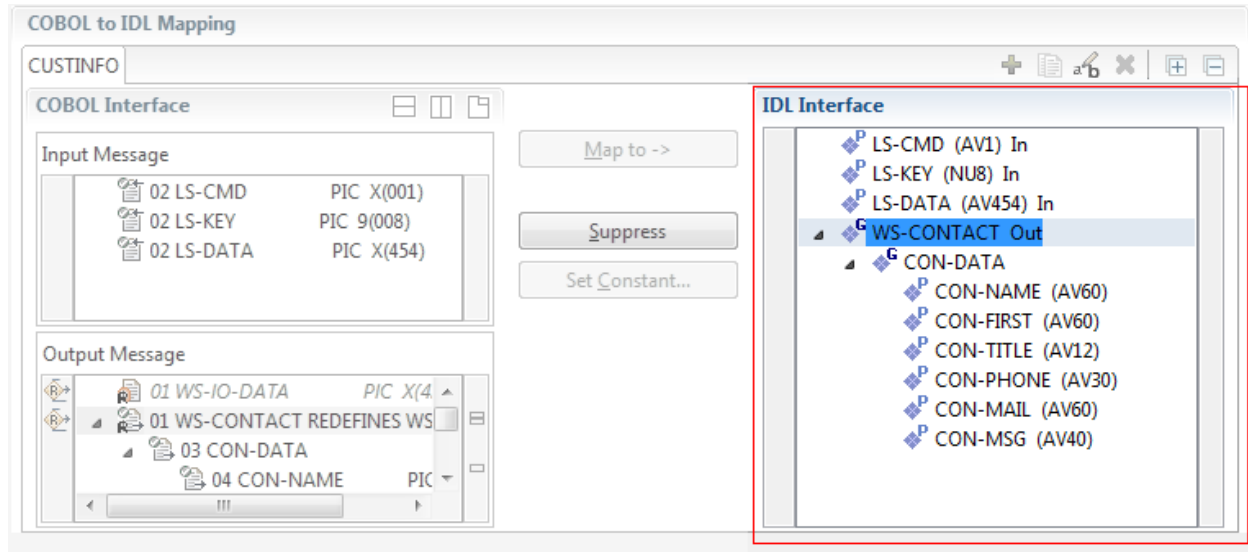 COBOL to IDL Mapping
CUSTINFO
COBOL Interface
Input Message
02 LS-CMD PIC X(001)
02 LS-KEY PIC 9(008)
02 LS-DATA PIC X(454)
Output Message
01 WS-IO-DATA PIC X(4
01 WS-CONTACT REDEFINES WS
03 CON-DATA
04 CON-NAME PIC
Map to ->
Suppress
Set Constant...
IDL Interface
LS-CMD (AV1) In
LS-KEY (NU8) In
LS-DATA (AV454) In
WS-CONTACT Out
CON-DATA
CON-NAME (AV60)
CON-FIRST (AV60)
CON-TITLE (AV12)
CON-PHONE (AV30)
CON-MAIL (AV60)
CON-MSG (AV40)